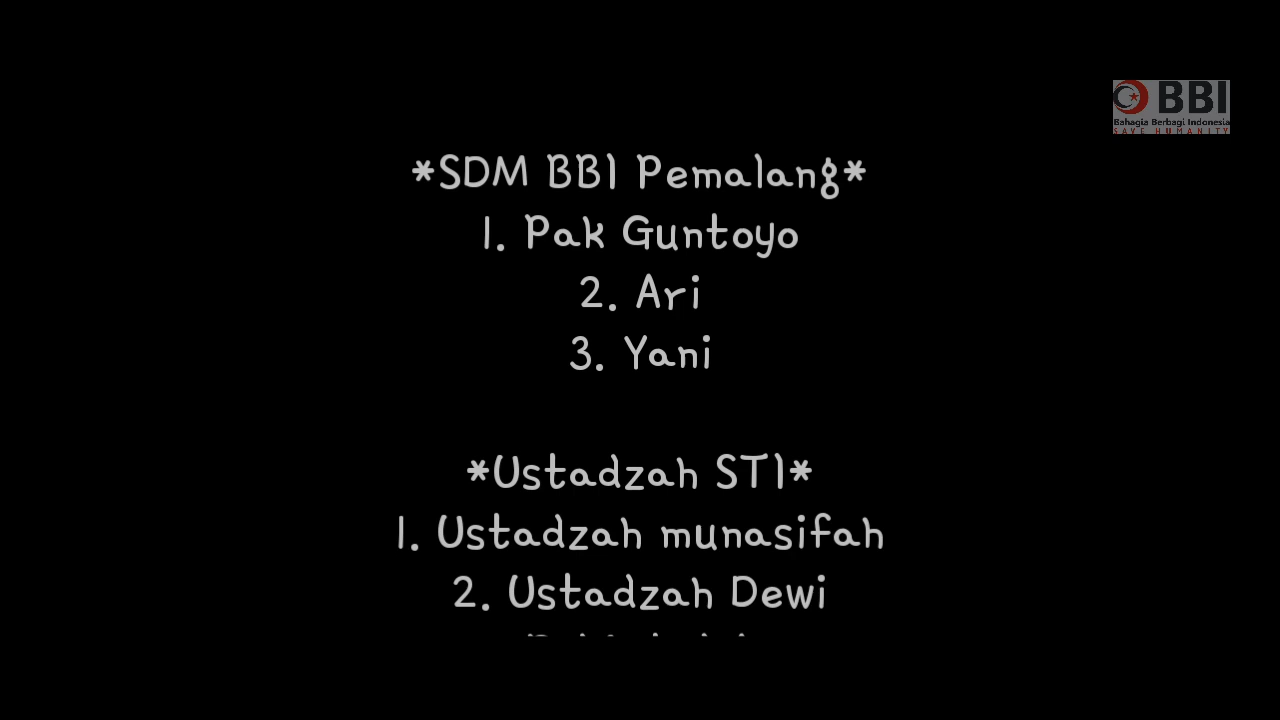 BBI
Bahagia Berbagi Indonesia
SAVE HUMANITY
*SDM BBI Pemalang*
1. Pak Guntoyo
2. Ari
3. Yani
*Ustadzah STI*
1. Ustadzah munasifah
2. Ustadzah Dewi